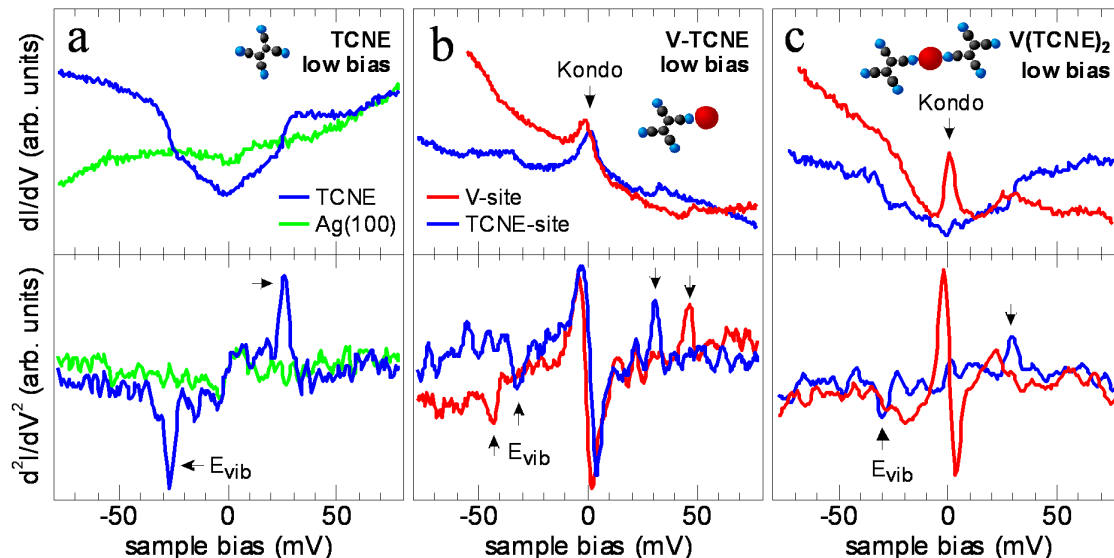 a
TCNE
low bias
TCNE
Ag(100)
dI/dV (arb. units)
b
V-TCNE
low bias
Kondo
V-site
TCNE-site
c
V(TCNE)2
low bias
Kondo
d2I/dV2 (arb. units)
Evib
Evib
Evib
-50 0 50
-50 0 50
-50 0 50
sample bias (mV)
sample bias (mV)
sample bias (mV)